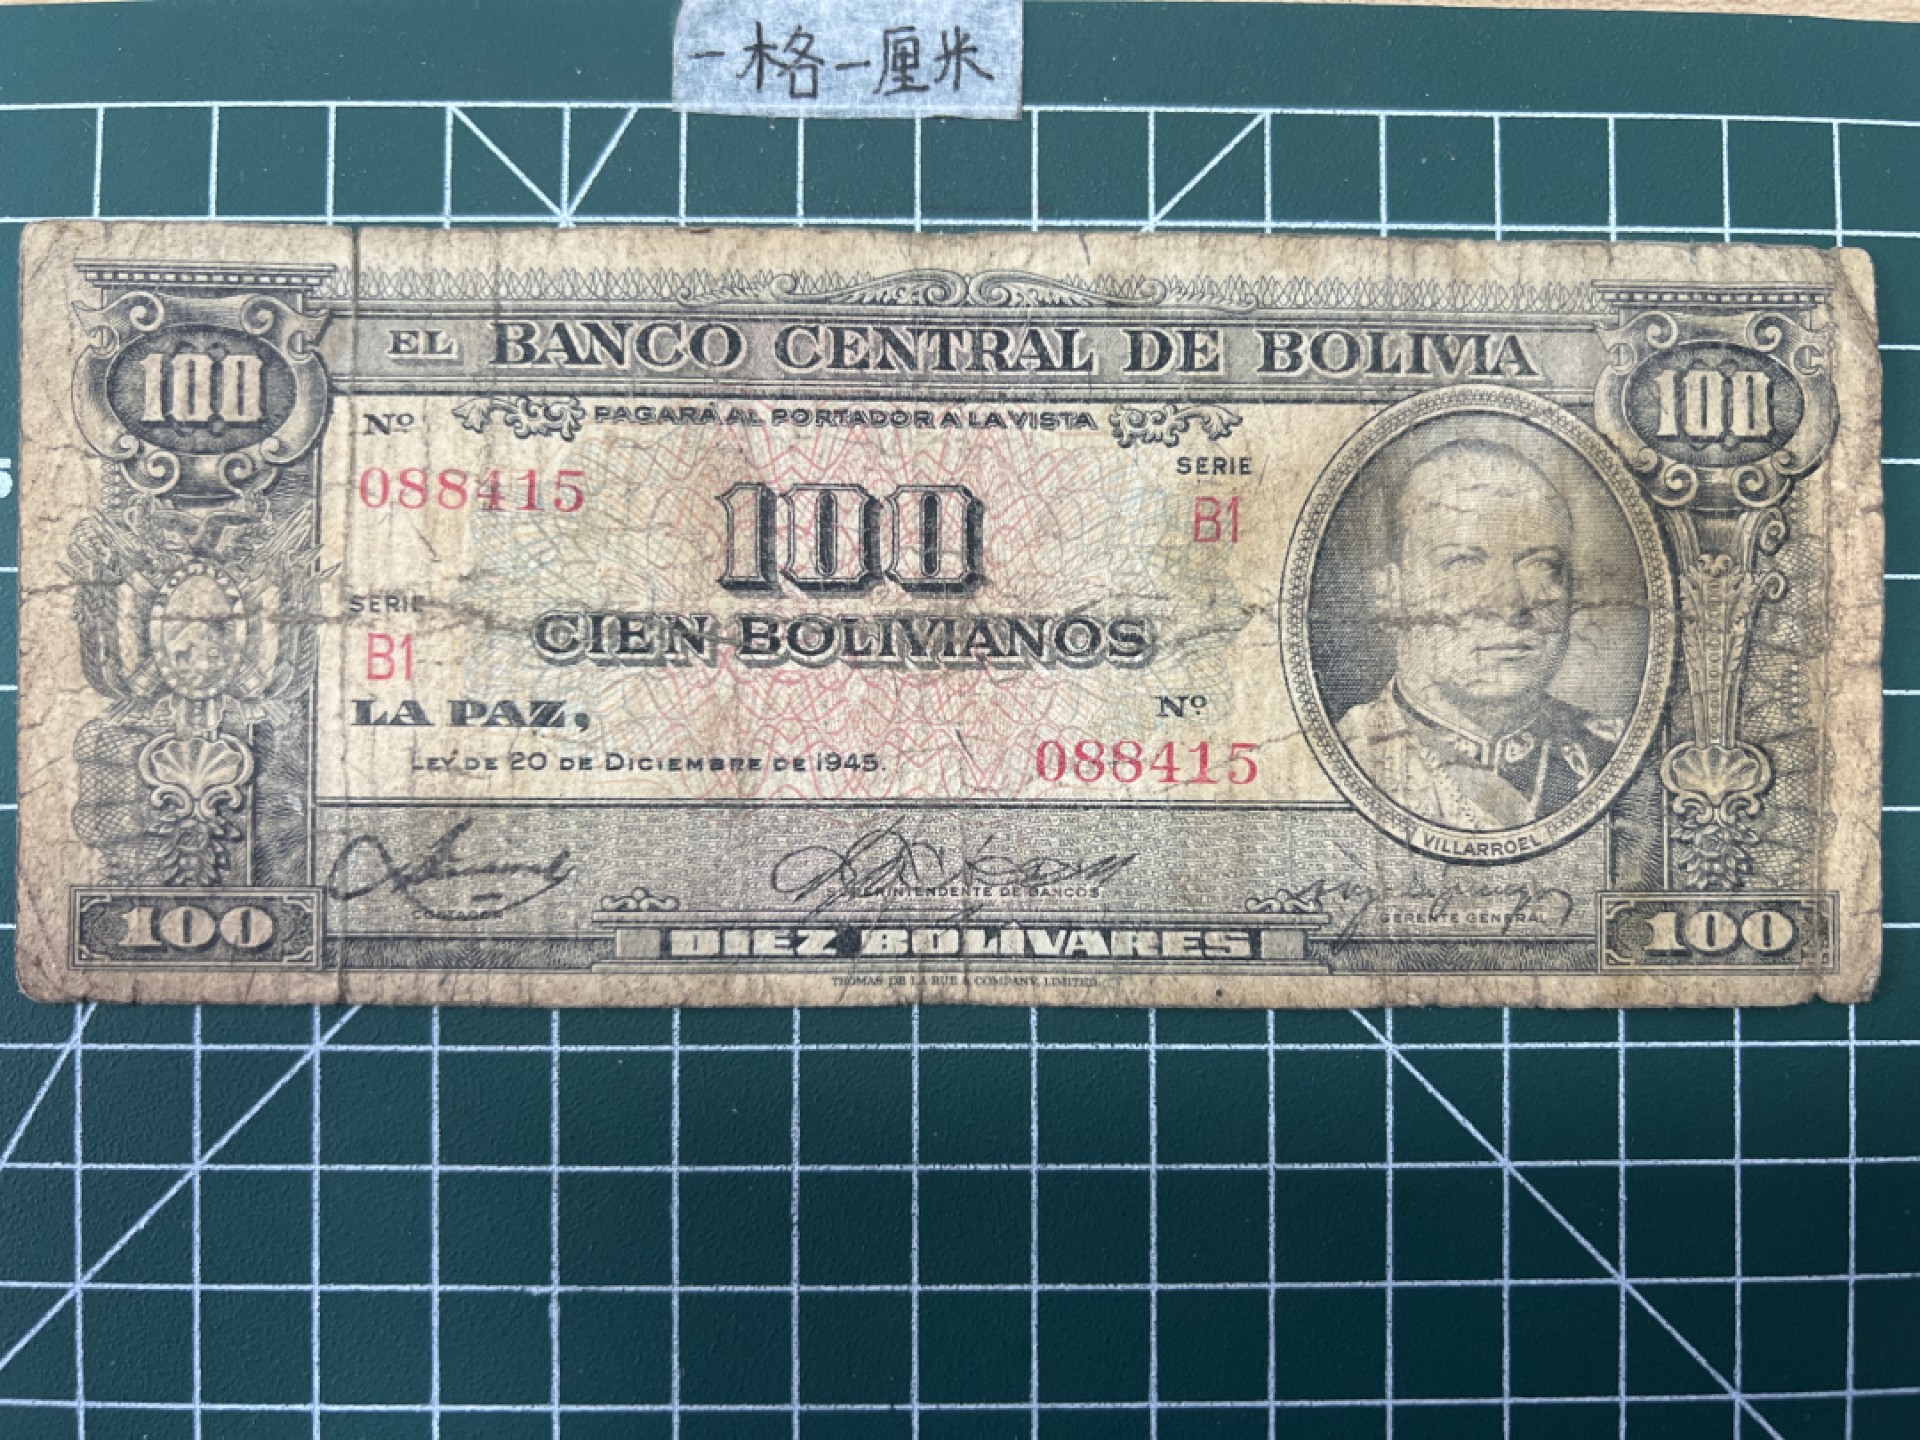 一格一厘米
100
EL BANCO CENTRAL DE BOLIVIA
100
Nº
PAGARÁ AL PORTADOR A LA VISTA
088415
SERIE
B1
100
SERIE
B1
CIEN BOLIVIANOS
LA PAZ,
Nº
LEY DE 20 DE DICIEMBRE DE 1945.
088415
VILLARROEL
CONTADOR
SUPERINTENDENTE DE BANCOS
GERENTE GENERAL
100
DIEZ BOLÍVARES
100
THOMAS DE LA RUE & COMPANY, LIMITED.